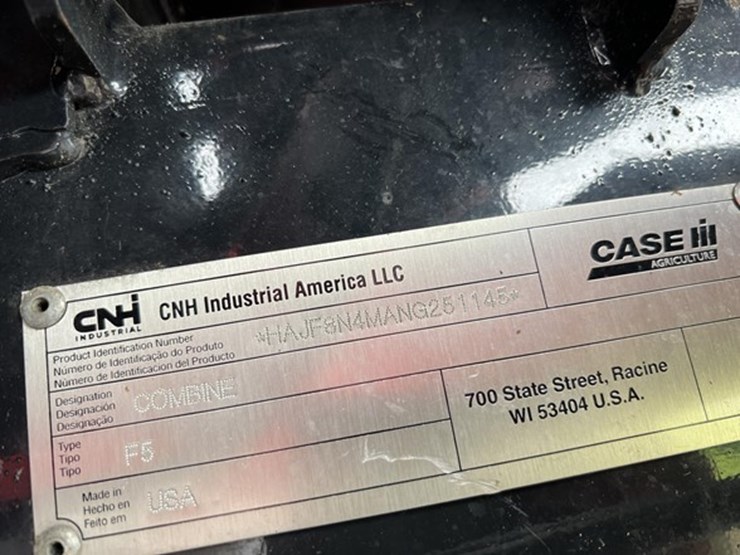 CNH
INDUSTRIAL
CNH Industrial America LLC
CASE IH
AGRICULTURE
Product Identification Number
Número de Identificação do Produto
Número de Identificación del Producto
*HAJF8N4MANG251145*
Designation
Designación
Designação
COMBINE
700 State Street, Racine
WI 53404 U.S.A.
Type
Tipo
Tipo
F5
Made in
Hecho en
Feito em
USA